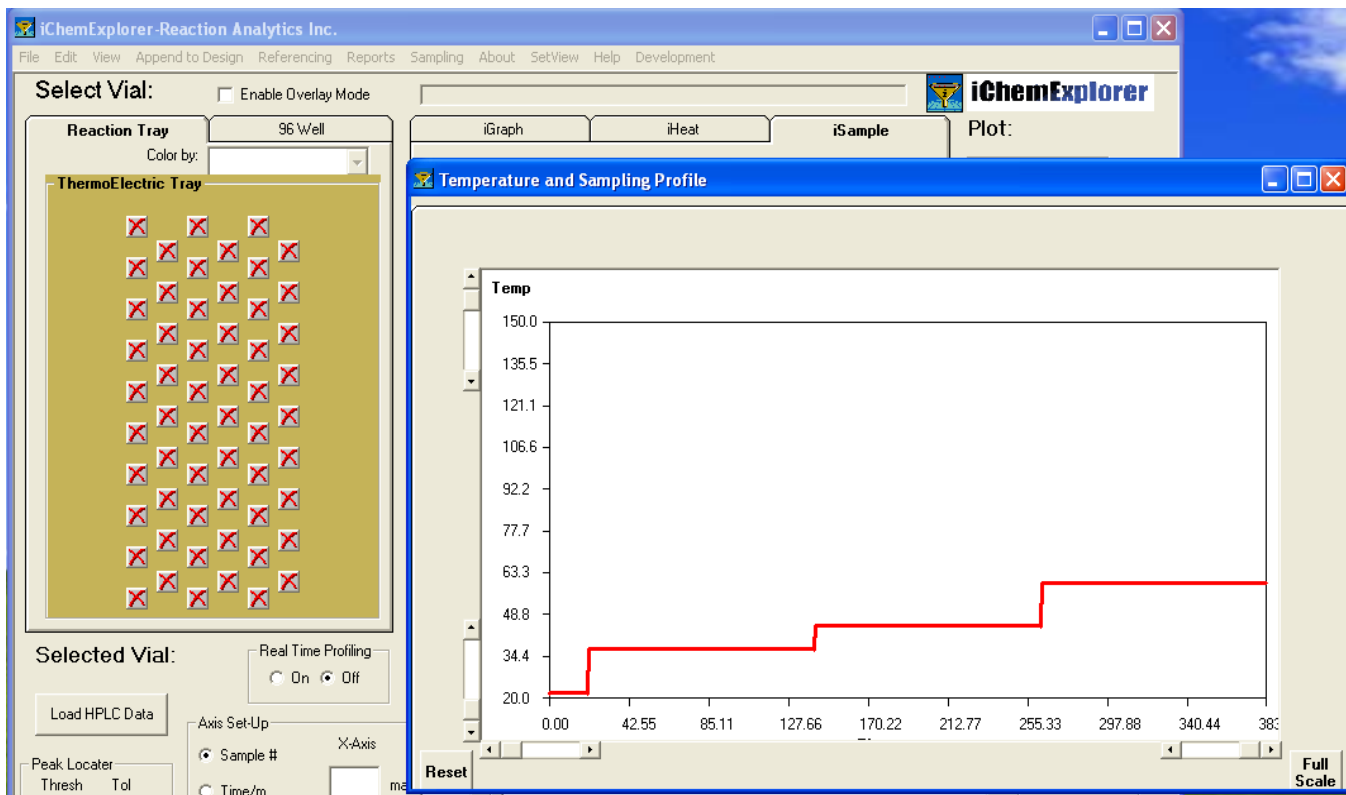 iChemExplorer-Reaction Analytics Inc.
File Edit View Append to Design Referencing Reports Sampling About SetView Help Development
Select Vial:
Enable Overlay Mode
iChemExplorer
Reaction Tray
96 Well
iGraph
iHeat
iSample
Plot:
Color by:
ThermoElectric Tray
Temperature and Sampling Profile
Temp
150.0
135.5
121.1
106.6
92.2
77.7
63.3
48.8
34.4
20.0
0.00 42.55 85.11 127.66 170.22 212.77 255.33 297.88 340.44 383
Reset
Full
Scale
Selected Vial:
Real Time Profiling
On Off
Load HPLC Data
Axis Set-Up
Sample #
X-Axis
Time/m
ma
Peak Locater
Thresh Tol